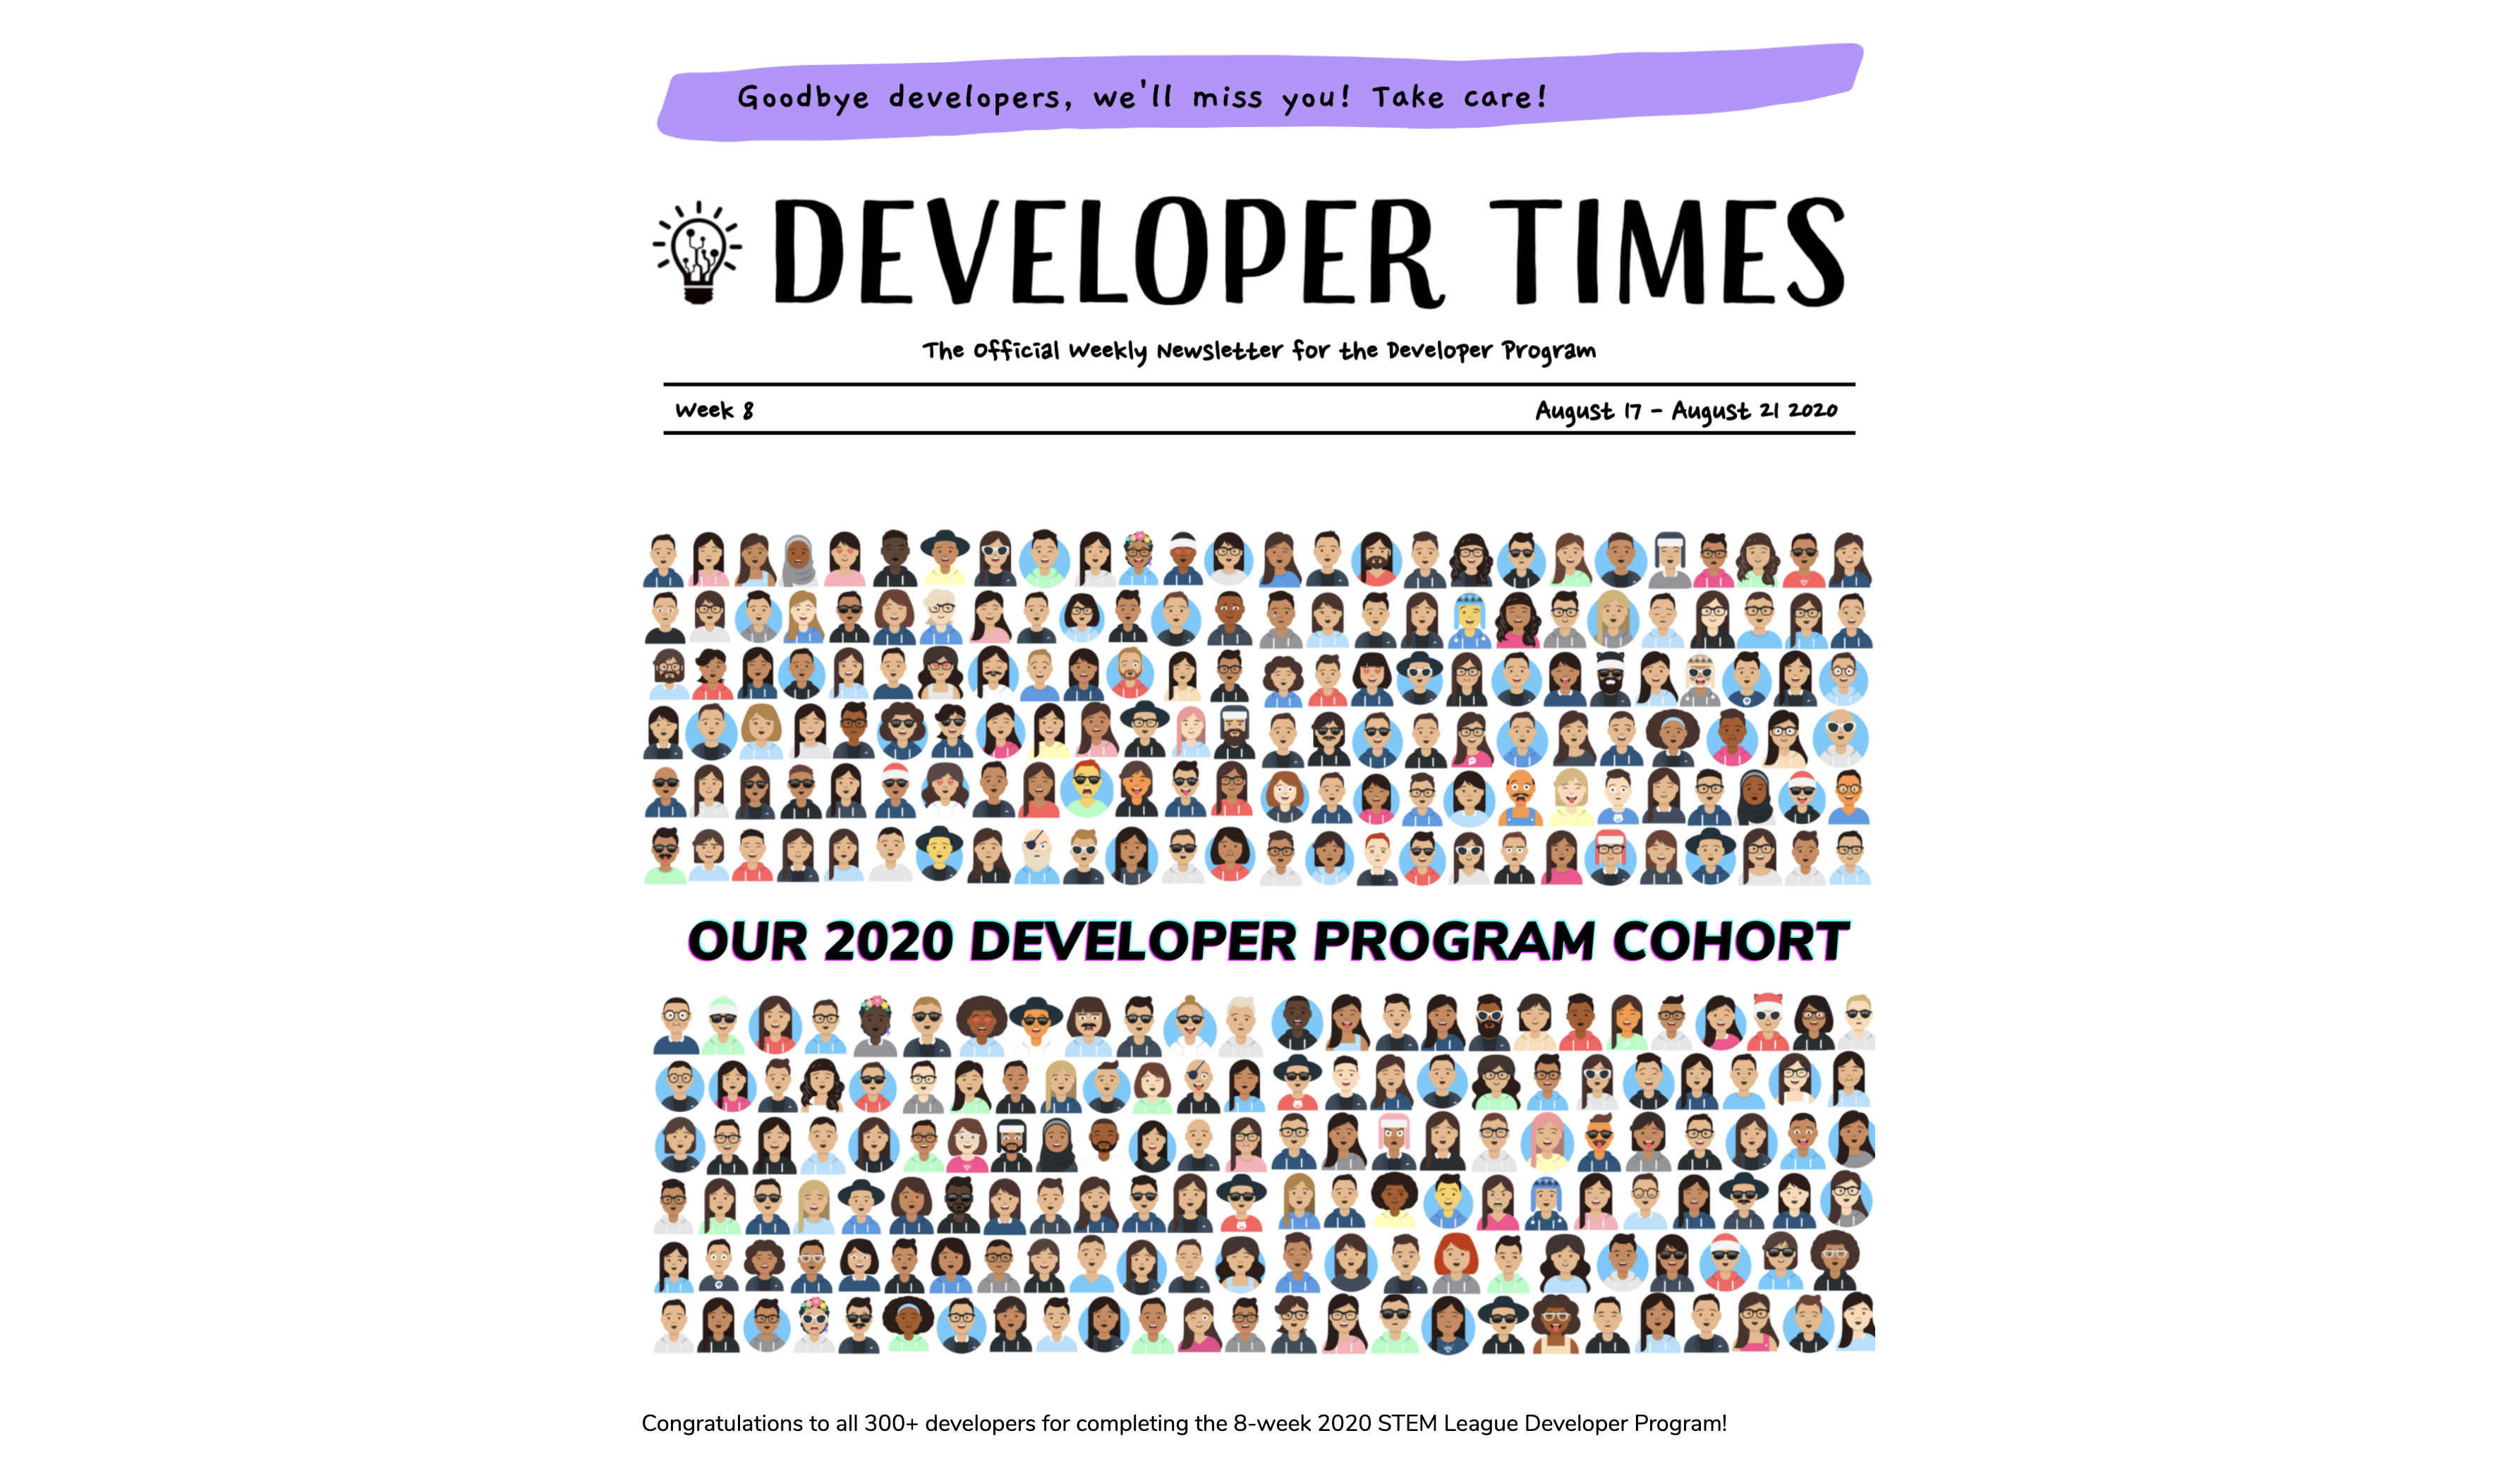 Goodbye developers, we'll miss you! Take care!
DEVELOPER TIMES
The Official Weekly Newsletter for the Developer Program
Week 8
August 17 - August 21 2020
OUR 2020 DEVELOPER PROGRAM COHORT
Congratulations to all 300+ developers for completing the 8-week 2020 STEM League Developer Program!